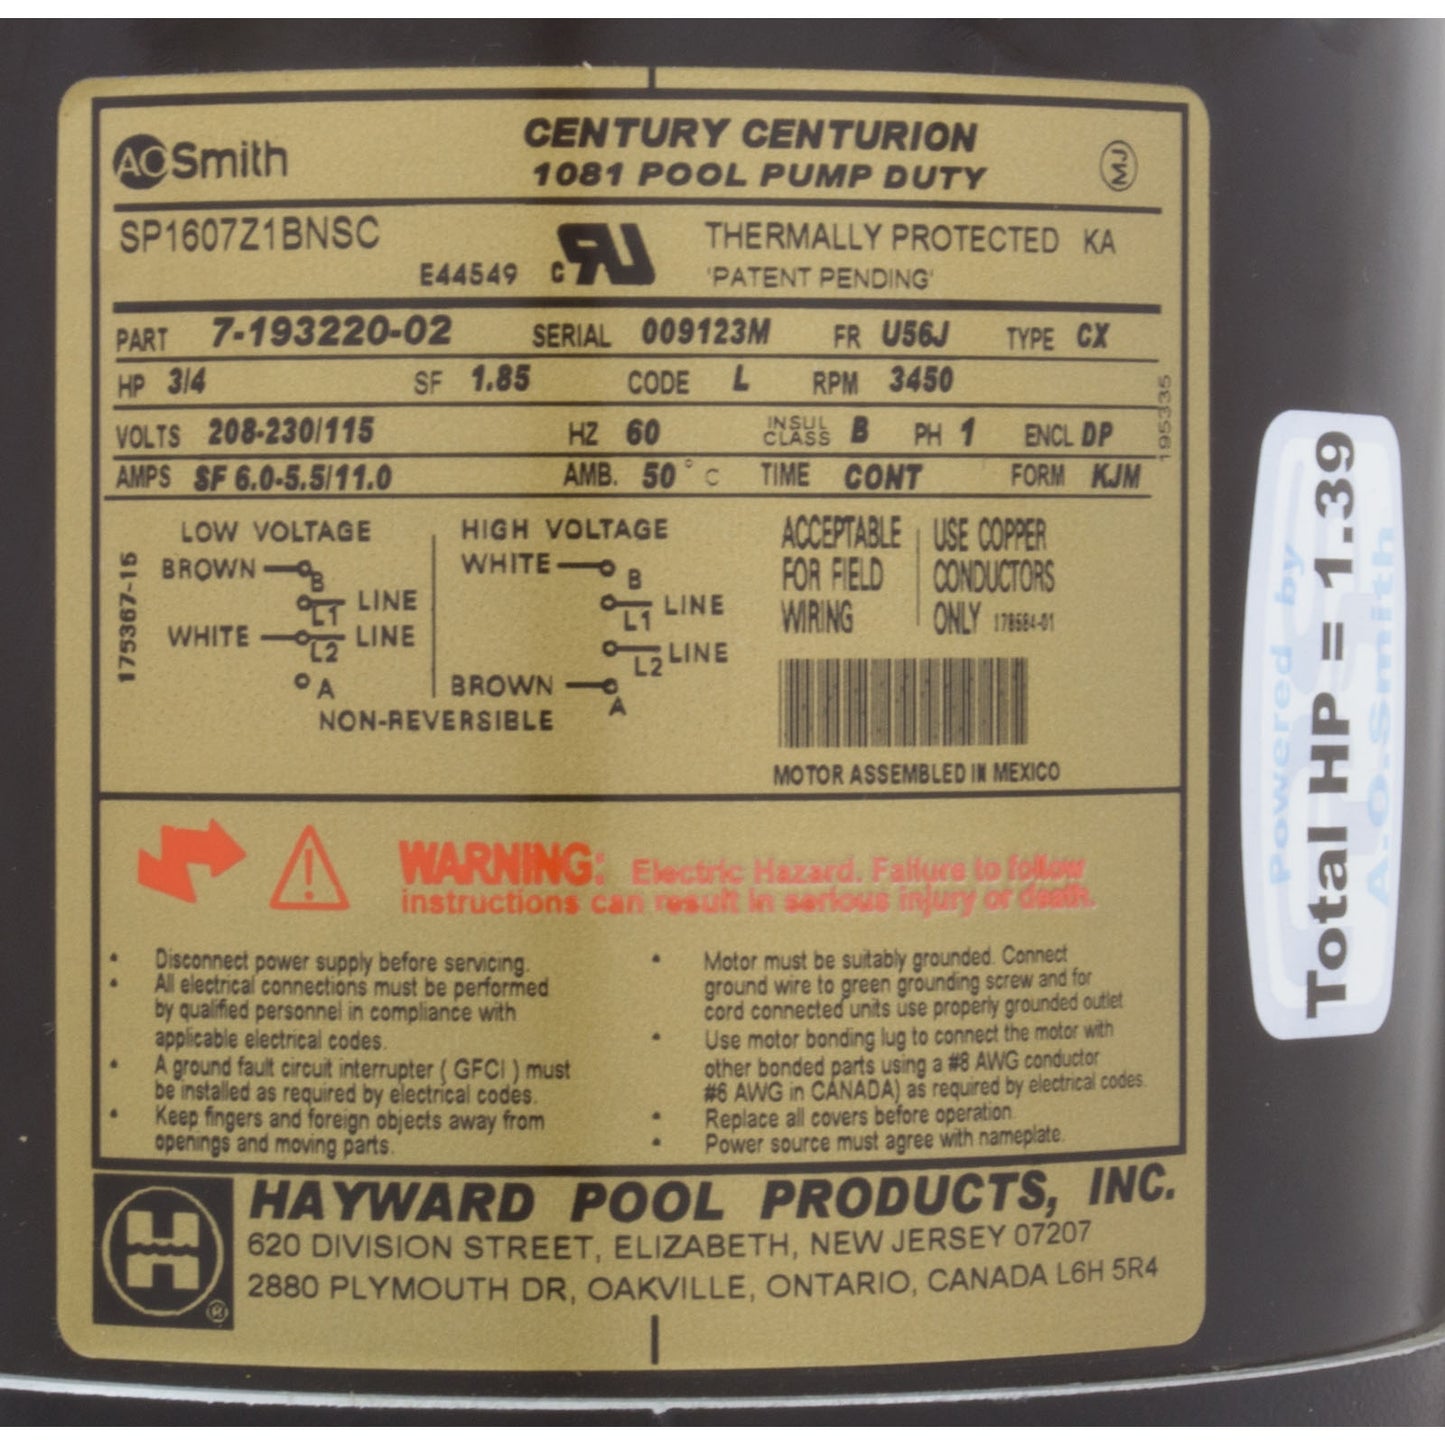 AO Smith
CENTURY CENTURION
1081 POOL PUMP DUTY
MJ
SP1607Z1BNSC
E44549 c RU
THERMALLY PROTECTED KA
'PATENT PENDING'
PART 7-193220-02 SERIAL 009123M FR U56J TYPE CX
HP 3/4 SF 1.85 CODE L RPM 3450
VOLTS 208-230/115 HZ 60 INSUL CLASS B PH 1 ENCL DP
AMPS SF 6.0-5.5/11.0 AMB. 50° C TIME CONT FORM KJM
195335
175367-15
LOW VOLTAGE
BROWN B
L1 LINE
WHITE L2 LINE
A
HIGH VOLTAGE
WHITE B
L1 LINE
L2 LINE
BROWN A
NON-REVERSIBLE
ACCEPTABLE
FOR FIELD
WIRING
USE COPPER
CONDUCTORS
ONLY 178584-01
MOTOR ASSEMBLED IN MEXICO
WARNING: Electric Hazard. Failure to follow
instructions can result in serious injury or death.
• Disconnect power supply before servicing.
• All electrical connections must be performed
by qualified personnel in compliance with
applicable electrical codes.
• A ground fault circuit interrupter ( GFCI ) must
be installed as required by electrical codes.
• Keep fingers and foreign objects away from
openings and moving parts.
• Motor must be suitably grounded. Connect
ground wire to green grounding screw and for
cord connected units use properly grounded outlet
• Use motor bonding lug to connect the motor with
other bonded parts using a #8 AWG conductor
#6 AWG in CANADA) as required by electrical codes.
• Replace all covers before operation.
• Power source must agree with nameplate.
H ®
HAYWARD POOL PRODUCTS, INC.
620 DIVISION STREET, ELIZABETH, NEW JERSEY 07207
2880 PLYMOUTH DR, OAKVILLE, ONTARIO, CANADA L6H 5R4
Powered by
Total HP = 1.39
A.O.Smith